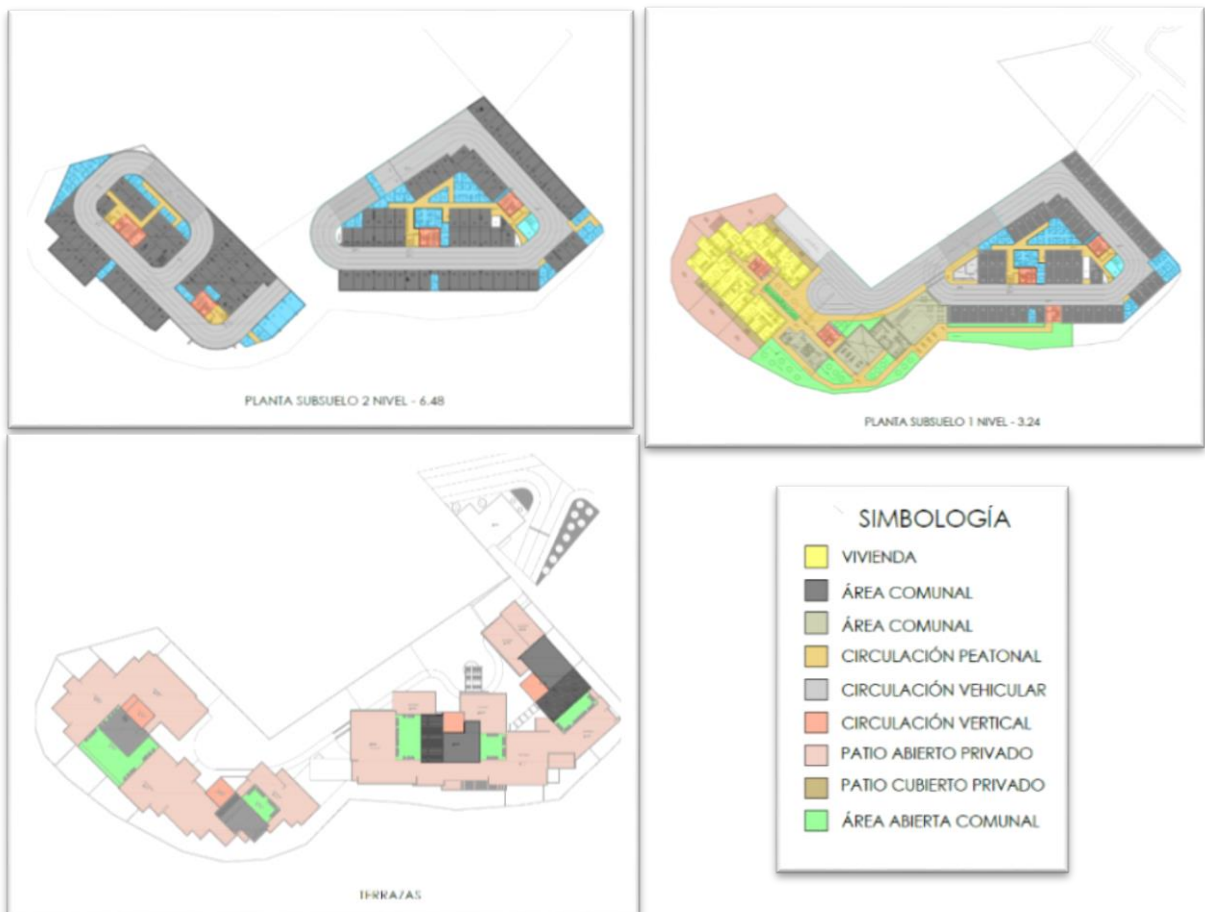 PLANTA SUBSUELO 2 NIVEL - 6.48
PLANTA SUBSUELO 1 NIVEL - 3.24
TERRAZAS
SIMBOLOGÍA
VIVIENDA
ÁREA COMUNAL
ÁREA COMUNAL
CIRCULACIÓN PEATONAL
CIRCULACIÓN VEHICULAR
CIRCULACIÓN VERTICAL
PATIO ABIERTO PRIVADO
PATIO CUBIERTO PRIVADO
ÁREA ABIERTA COMUNAL